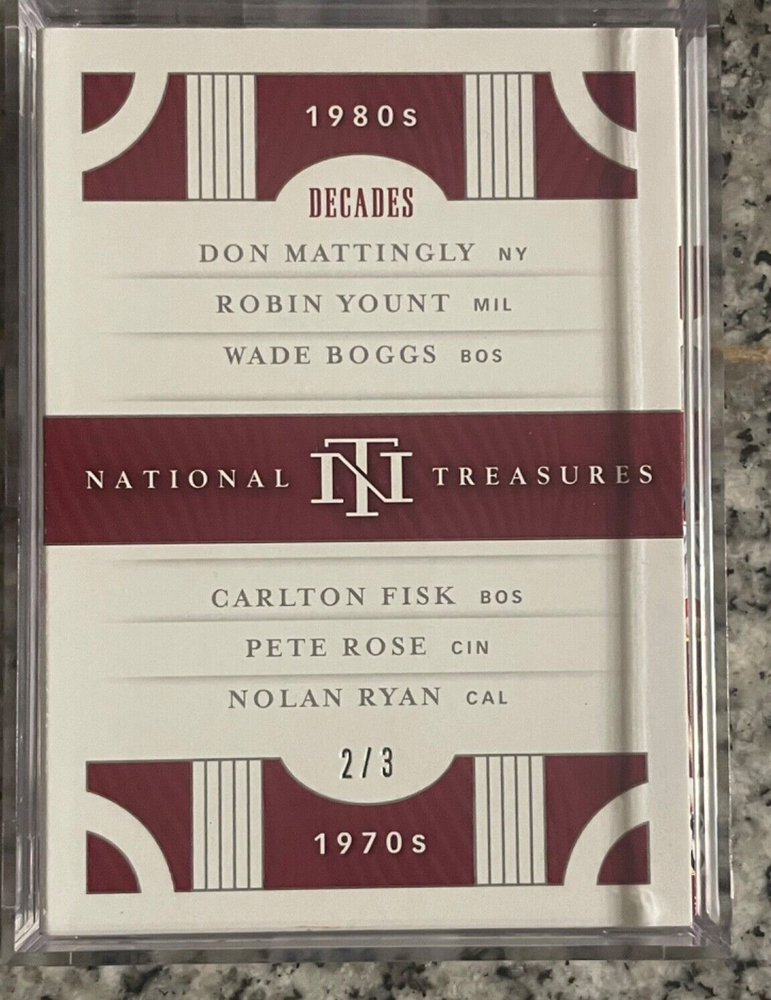 1980s
DECADES
DON MATTINGLY NY
ROBIN YOUNT MIL
WADE BOGGS BOS
NATIONAL NT TREASURES
CARLTON FISK BOS
PETE ROSE CIN
NOLAN RYAN CAL
2/3
1970s